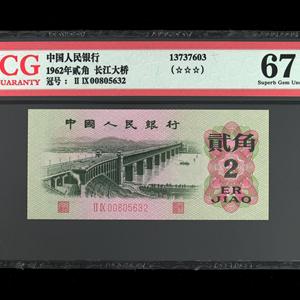 CG
UARANTY
中国人民银行
1962年贰角 长江大桥
冠号： II IX 00805632
13737603
(☆☆☆)
67
Superb Gem Unc
中国人民银行
贰角
2
ER
JIAO
II IX 00805632